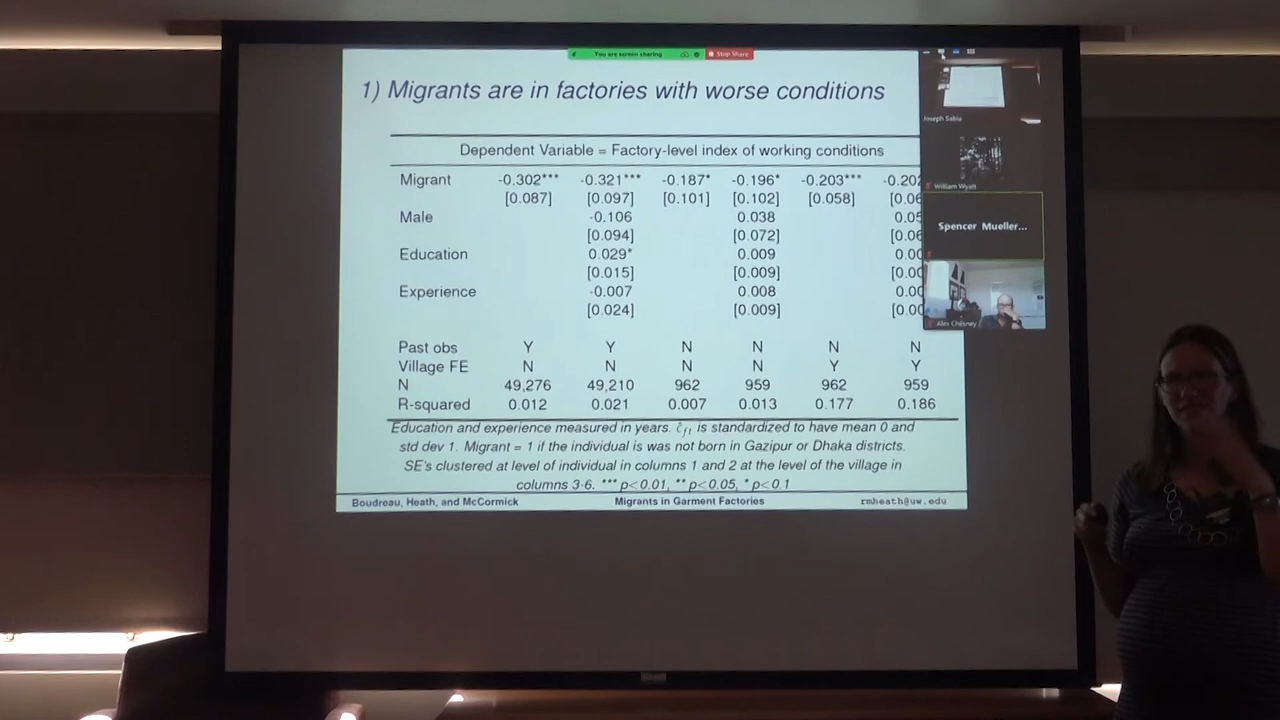 You are screen sharing
Stop Share
1) Migrants are in factories with worse conditions
Dependent Variable = Factory-level index of working conditions
Migrant -0.302*** -0.321*** -0.187* -0.196* -0.203*** -0.202
[0.087] [0.097] [0.101] [0.102] [0.058] [0.06
Male -0.106 0.038 0.05
[0.094] [0.072] [0.06
Education 0.029* 0.009 0.00
[0.015] [0.009] [0.00
Experience -0.007 0.008 0.00
[0.024] [0.009] [0.00
Past obs Y Y N N N N
Village FE N N N N Y Y
N 49,276 49,210 962 959 962 959
R-squared 0.012 0.021 0.007 0.013 0.177 0.186
Education and experience measured in years. ĉft is standardized to have mean 0 and
std dev 1. Migrant = 1 if the individual is was not born in Gazipur or Dhaka districts.
SE's clustered at level of individual in columns 1 and 2 at the level of the village in
columns 3-6. *** p<0.01, ** p<0.05, * p<0.1
Boudreau, Heath, and McCormick Migrants in Garment Factories rmheath@uw.edu
Joseph Sabia
William Wyatt
Spencer Mueller...
Alex Chesney